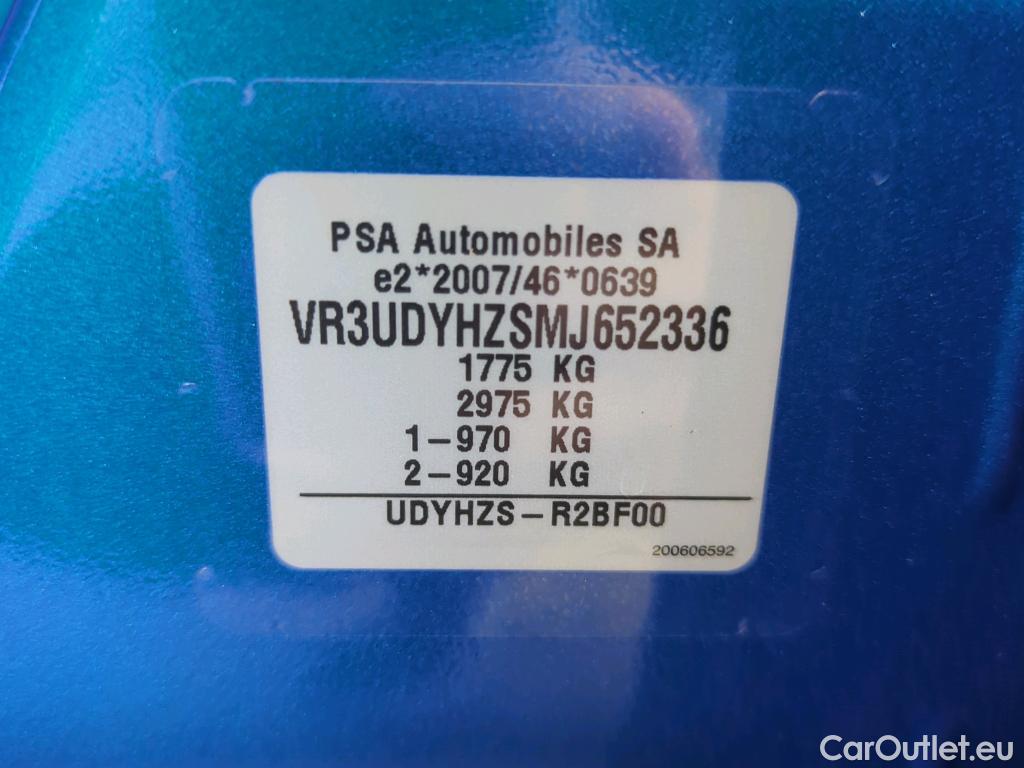 PSA Automobiles SA
e2*2007/46*0639
VR3UDYHZSMJ652336
1775 KG
2975 KG
1-970 KG
2-920 KG
UDYHZS-R2BF00
200606592
CarOutlet.eu